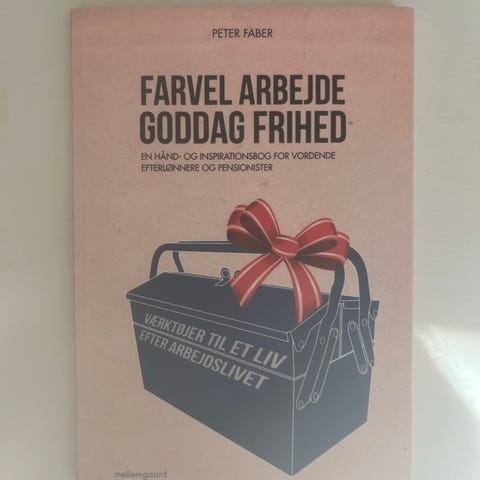 PETER FABER
FARVEL ARBEJDE
GODDAG FRIHED
EN HÅND- OG INSPIRATIONSBOG FOR VORDENDE
EFTERLØNNERE OG PENSIONISTER
VÆRKTØJER TIL ET LIV
EFTER ARBEJDSLIVET
mellemgaard